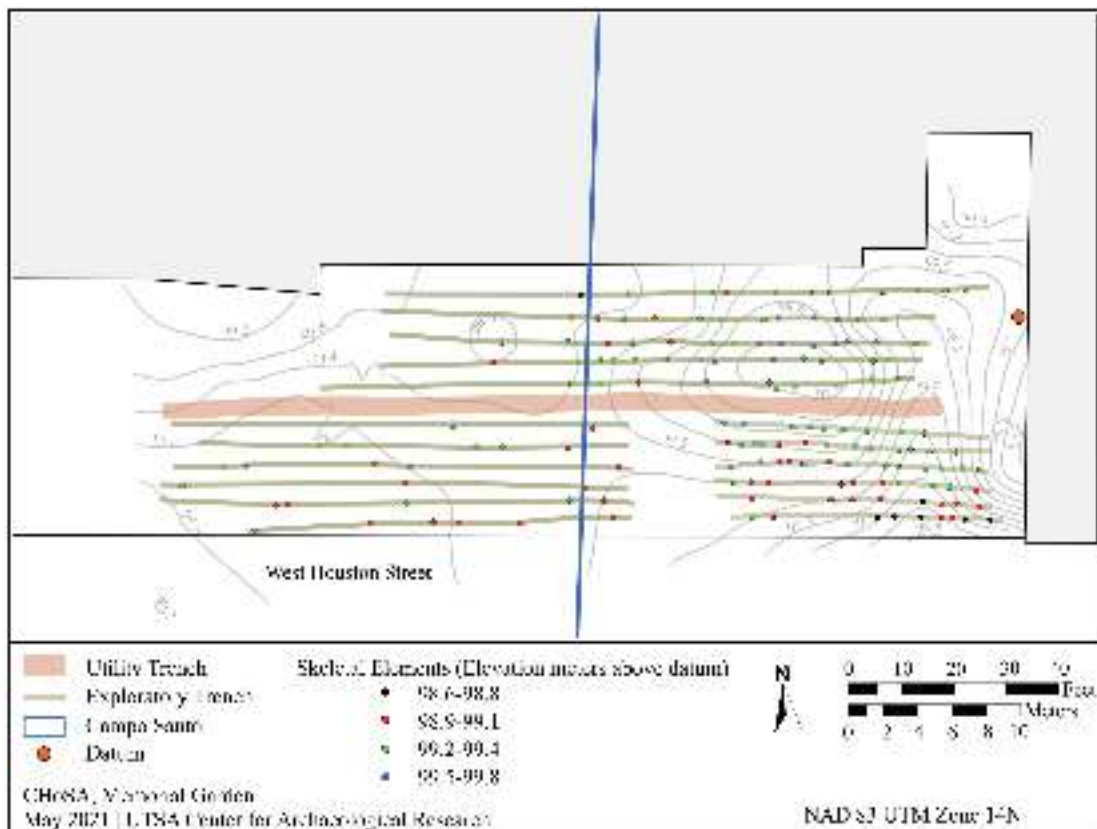 West Houston Street
Utility Trench
Exploratory Trench
Campo Santo
Datum
Skeletal Elements (Elevation meters above datum)
98.6-98.8
98.9-99.1
99.2-99.4
99.5-99.8
N
0 10 20 30 40
Feet
Meters
0 2 4 6 8 10
CHoSA, Memorial Garden
May 2021 | UTSA Center for Archaeological Research
NAD 83 UTM Zone 14N